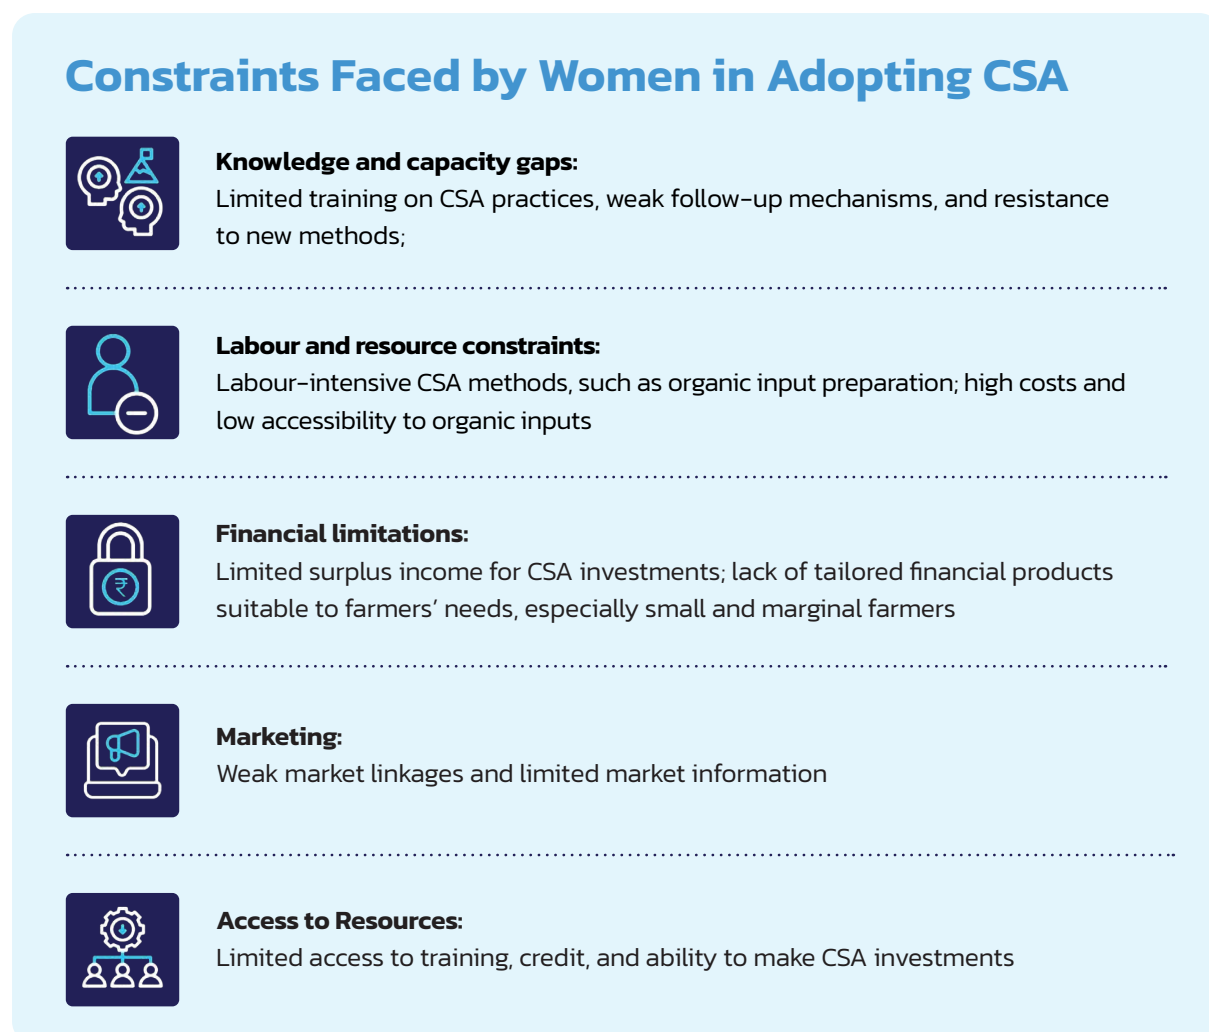 Constraints Faced by Women in Adopting CSA
Knowledge and capacity gaps:
Limited training on CSA practices, weak follow-up mechanisms, and resistance
to new methods;
Labour and resource constraints:
Labour-intensive CSA methods, such as organic input preparation; high costs and
low accessibility to organic inputs
₹
Financial limitations:
Limited surplus income for CSA investments; lack of tailored financial products
suitable to farmers’ needs, especially small and marginal farmers
Marketing:
Weak market linkages and limited market information
Access to Resources:
Limited access to training, credit, and ability to make CSA investments